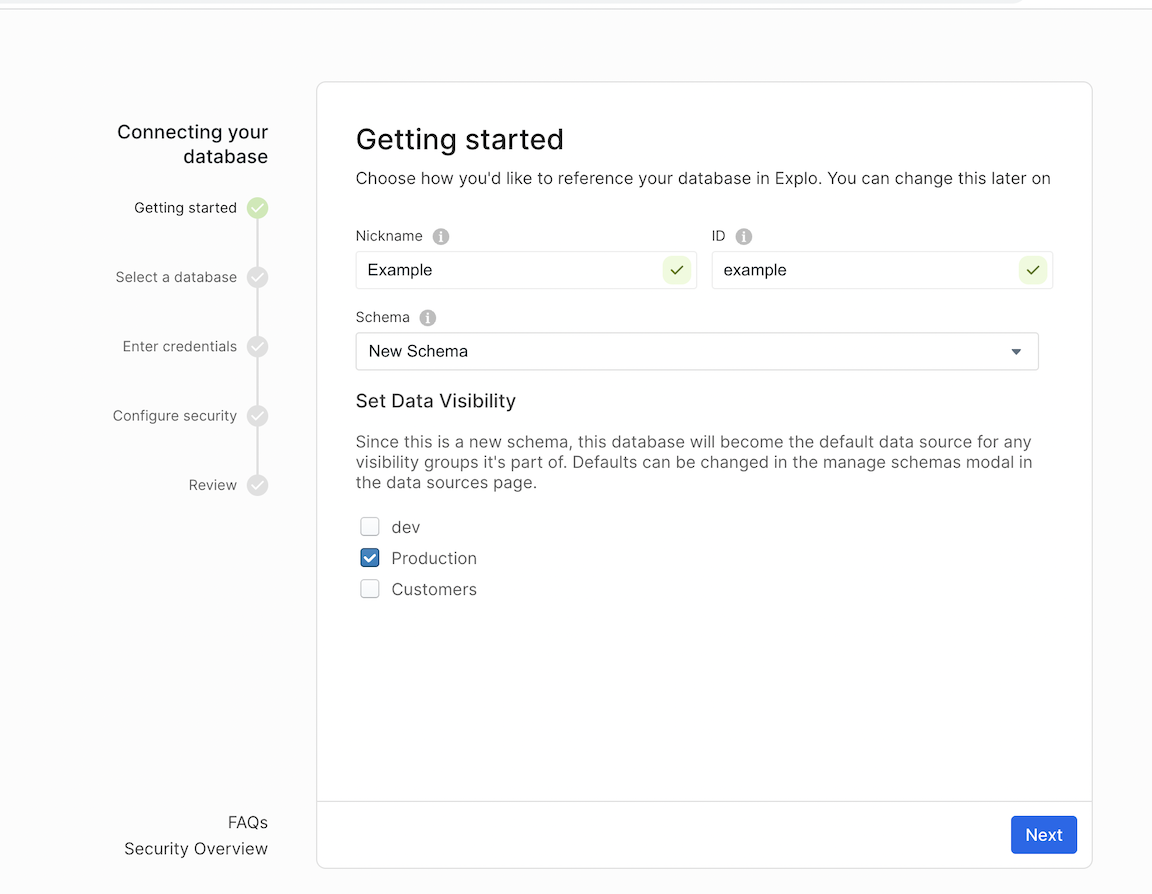 Connecting your
database
Getting started
Select a database
Enter credentials
Configure security
Review
FAQs
Security Overview
Getting started
Choose how you'd like to reference your database in Explo. You can change this later on
Nickname
ID
Example
example
Schema
New Schema
Set Data Visibility
Since this is a new schema, this database will become the default data source for any
visibility groups it's part of. Defaults can be changed in the manage schemas modal in
the data sources page.
dev
Production
Customers
Next